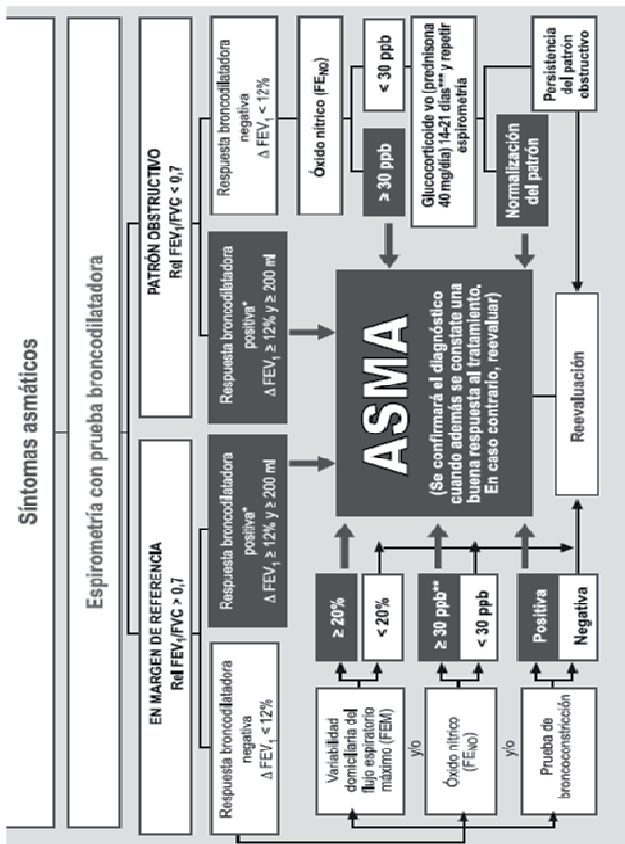 Síntomas asmáticos
Espirometría con prueba broncodilatadora
EN MARGEN DE REFERENCIA
Rel FEV₁/FVC > 0,7
PATRÓN OBSTRUCTIVO
Rel FEV₁/FVC < 0,7
Respuesta broncodilatadora
negativa
Δ FEV₁ < 12%
Respuesta broncodilatadora
positiva*
Δ FEV₁ ≥ 12% y ≥ 200 ml
Respuesta broncodilatadora
positiva*
Δ FEV₁ ≥ 12% y ≥ 200 ml
Respuesta broncodilatadora
negativa
Δ FEV₁ < 12%
Variabilidad
domiciliaria del
flujo espiratorio
máximo (FEM)
≥ 20%
< 20%
y/o
Óxido nítrico
(FENO)
≥ 30 ppb**
< 30 ppb
y/o
Prueba de
broncoconstricción
Positiva
Negativa
ASMA
(Se confirmará el diagnóstico
cuando además se constate una
buena respuesta al tratamiento.
En caso contrario, reevaluar)
Reevaluación
Óxido nítrico (FENO)
≥ 30 ppb
< 30 ppb
Glucocorticoide vo (prednisona
40 mg/día) 14-21 días*** y repetir
espirometría
Normalización
del patrón
Persistencia
del patrón
obstructivo